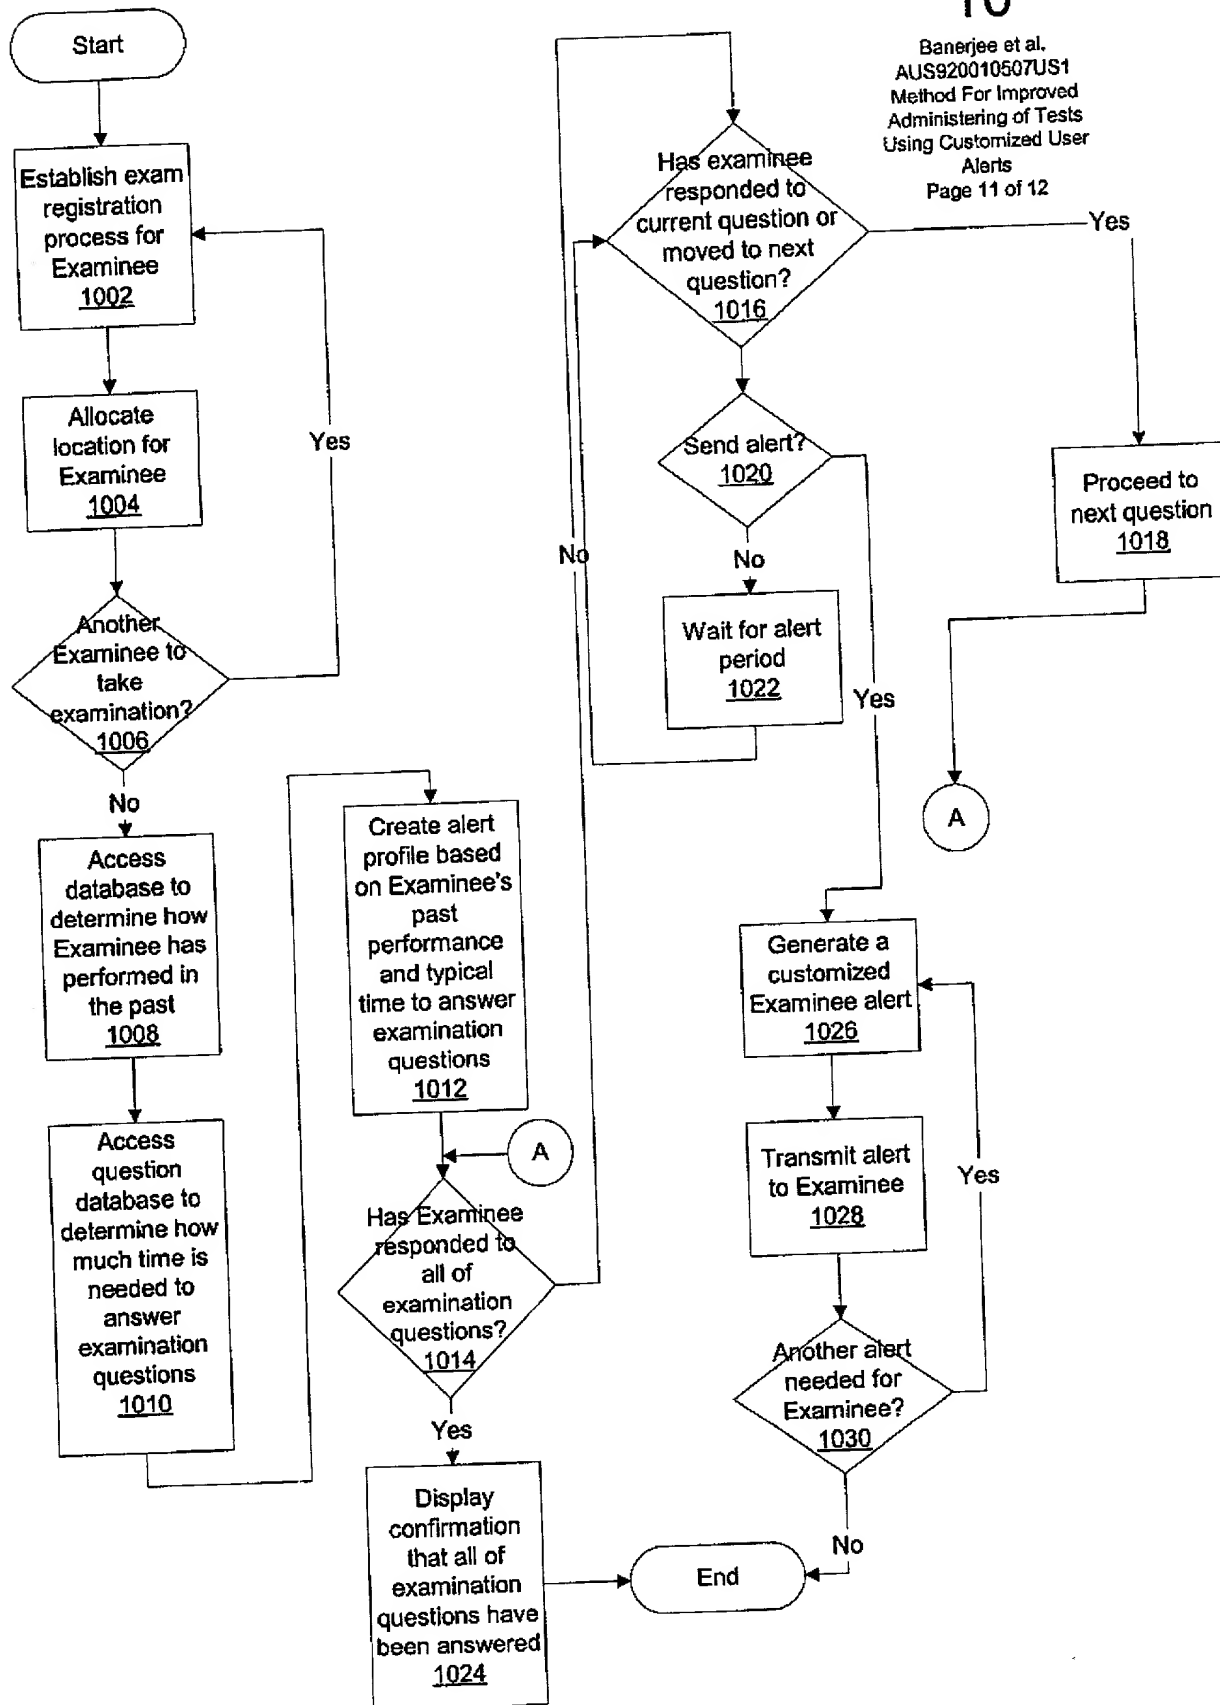 Start
Establish exam
registration
process for
Examinee
1002
Allocate
location for
Examinee
1004
Another
Examinee to
take
examination?
1006
Yes
No
Access
database to
determine how
Examinee has
performed in
the past
1008
Access
question
database to
determine how
much time is
needed to
answer
examination
questions
1010
Create alert
profile based
on Examinee's
past
performance
and typical
time to answer
examination
questions
1012
A
Has Examinee
responded to
all of
examination
questions?
1014
No
Yes
Display
confirmation
that all of
examination
questions have
been answered
1024
End
Banerjee et al.
AUS920010507US1
Method For Improved
Administering of Tests
Using Customized User
Alerts
Page 11 of 12
Has examinee
responded to
current question or
moved to next
question?
1016
Yes
Send alert?
1020
No
Wait for alert
period
1022
Yes
Proceed to
next question
1018
A
Generate a
customized
Examinee alert
1026
Transmit alert
to Examinee
1028
Yes
Another alert
needed for
Examinee?
1030
No